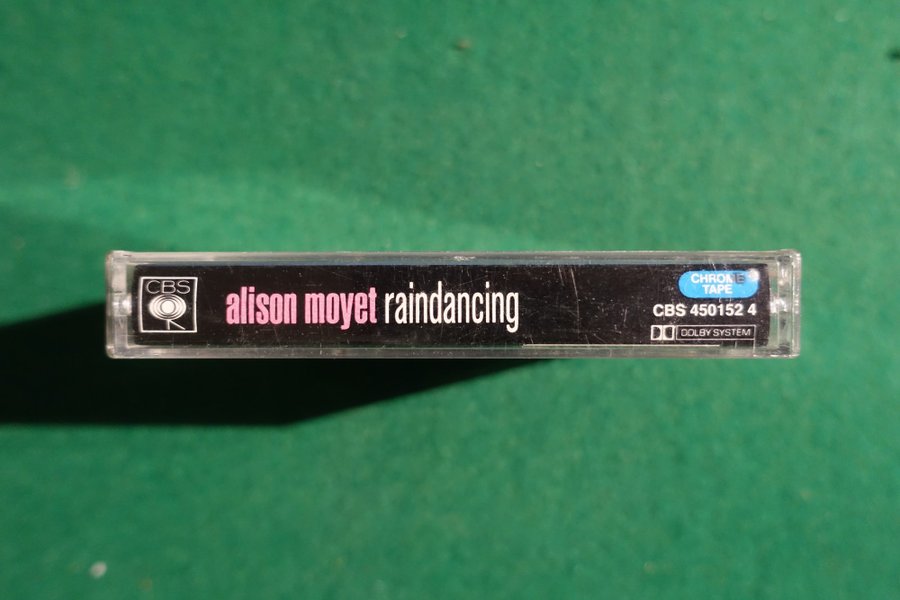 CBS
alison moyet raindancing
CHROME
TAPE
CBS 450152 4
DOLBY SYSTEM